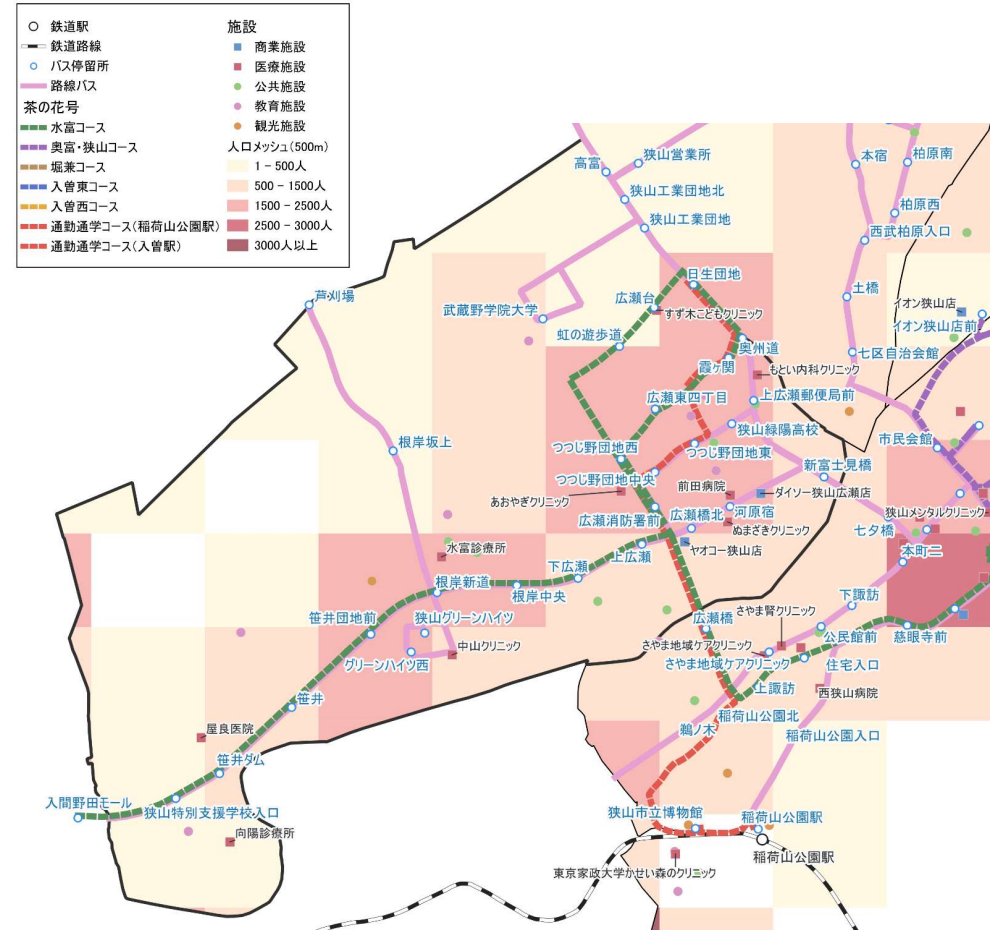 鉄道駅
鉄道路線
バス停留所
路線バス
茶の花号
水富コース
奥富・狭山コース
堀兼コース
入曽東コース
入曽西コース
通勤通学コース(稲荷山公園駅)
通勤通学コース(入曽駅)
施設
商業施設
医療施設
公共施設
教育施設
観光施設
人口メッシュ(500m)
1 - 500人
500 - 1500人
1500 - 2500人
2500 - 3000人
3000人以上
高富
狭山営業所
本宿
柏原南
狭山工業団地北
柏原西
狭山工業団地
西武柏原入口
日生団地
芦刈場
広瀬台
土橋
イオン狭山店
武蔵野学院大学
すず木こどもクリニック
イオン狭山店前
虹の遊歩道
奥州道
七区自治会館
霞ヶ関
もとい内科クリニック
広瀬東四丁目
上広瀬郵便局前
狭山緑陽高校
市民会館
根岸坂上
つつじ野団地西
つつじ野団地東
新富士見橋
つつじ野団地中央
前田病院
あおやぎクリニック
ダイソー狭山広瀬店
広瀬消防署前
広瀬橋北
河原宿
狭山メンタルクリニック
ぬまざきクリニック
七夕橋
水富診療所
上広瀬
ヤオコー狭山店
本町二
下広瀬
根岸新道
根岸中央
下諏訪
笹井団地前
狭山グリーンハイツ
広瀬橋
さやま腎クリニック
公民館前
慈眼寺前
中山クリニック
グリーンハイツ西
さやま地域ケアクリニック
さやま地域ケアクリニック
住宅入口
上諏訪
西狭山病院
笹井
稲荷山公園北
鵜ノ木
稲荷山公園入口
屋良医院
笹井ダム
入間野田モール
狭山特別支援学校入口
狭山市立博物館
稲荷山公園駅
向陽診療所
稲荷山公園駅
東京家政大学かせい森のクリニック